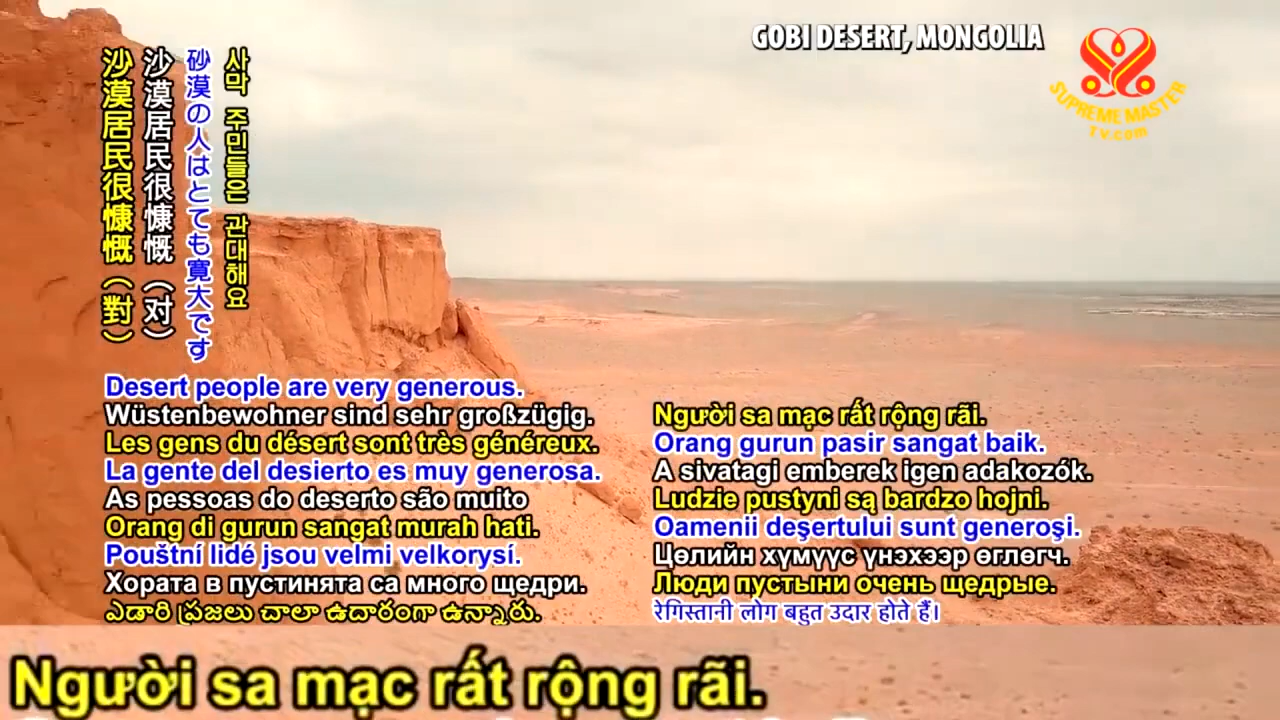 GOBI DESERT, MONGOLIA
SUPREME MASTER
TV.com
沙漠居民很慷慨（對）
沙漠居民很慷慨（对）
砂漠の人はとても寛大です
사막 주민들은 관대해요
Desert people are very generous.
Wüstenbewohner sind sehr großzügig.
Les gens du désert sont très généreux.
La gente del desierto es muy generosa.
As pessoas do deserto são muito
Orang di gurun sangat murah hati.
Pouštní lidé jsou velmi velkorysí.
Хората в пустинята са много щедри.
ఎడారి ప్రజలు చాలా ఉదారంగా ఉన్నారు.
Người sa mạc rất rộng rãi.
Orang gurun pasir sangat baik.
A sivatagi emberek igen adakozók.
Ludzie pustyni są bardzo hojni.
Oamenii deşertului sunt generoşi.
Цөлийн хүмүүс үнэхээр өглөгч.
Люди пустыни очень щедрые.
रेगिस्तानी लोग बहुत उदार होते हैं।
Người sa mạc rất rộng rãi.